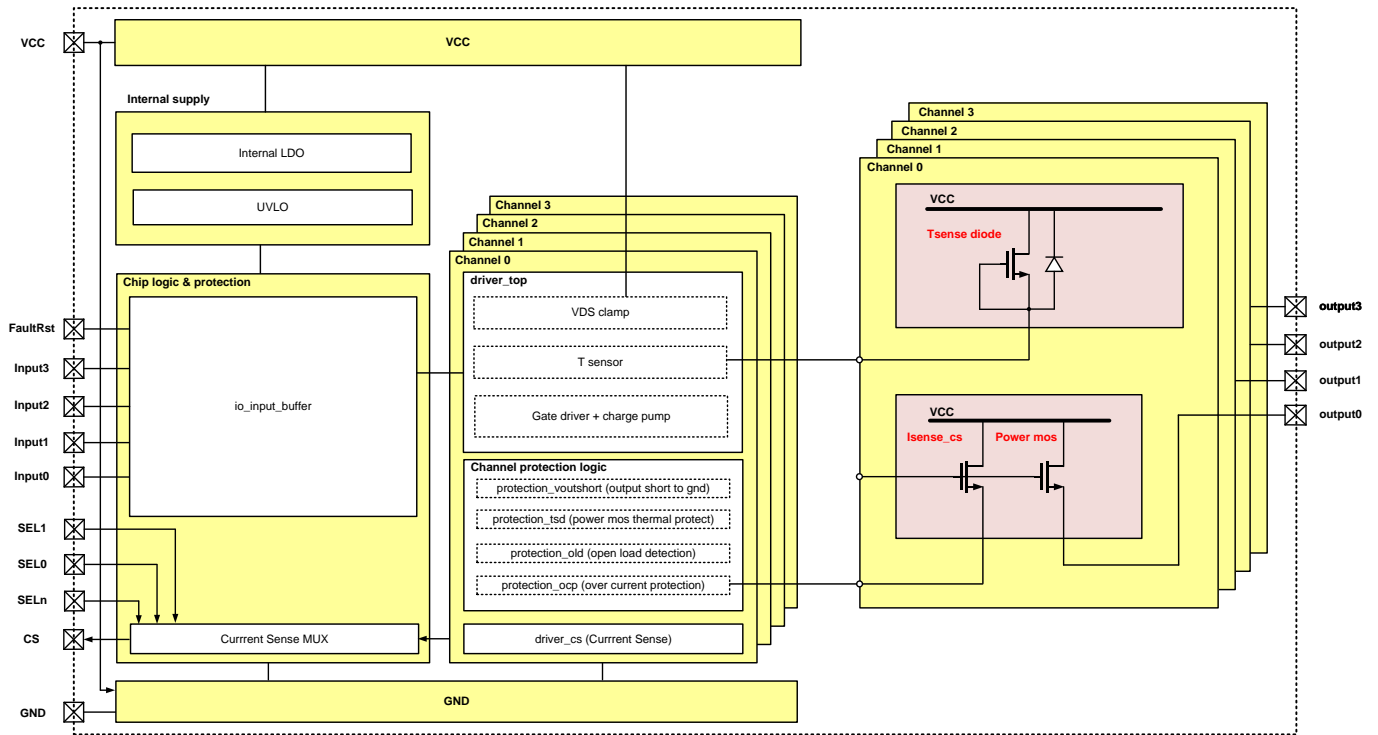 VCC
VCC
Internal supply
Internal LDO
UVLO
Chip logic & protection
io_input_buffer
FaultRst
Input3
Input2
Input1
Input0
SEL1
SEL0
SELn
CS
GND
Currrent Sense MUX
GND
Channel 3
Channel 2
Channel 1
Channel 0
driver_top
VDS clamp
T sensor
Gate driver + charge pump
Channel protection logic
protection_voutshort (output short to gnd)
protection_tsd (power mos thermal protect)
protection_old (open load detection)
protection_ocp (over current protection)
driver_cs (Currrent Sense)
Channel 3
Channel 2
Channel 1
Channel 0
VCC
Tsense diode
VCC
Isense_cs
Power mos
output3
output2
output1
output0